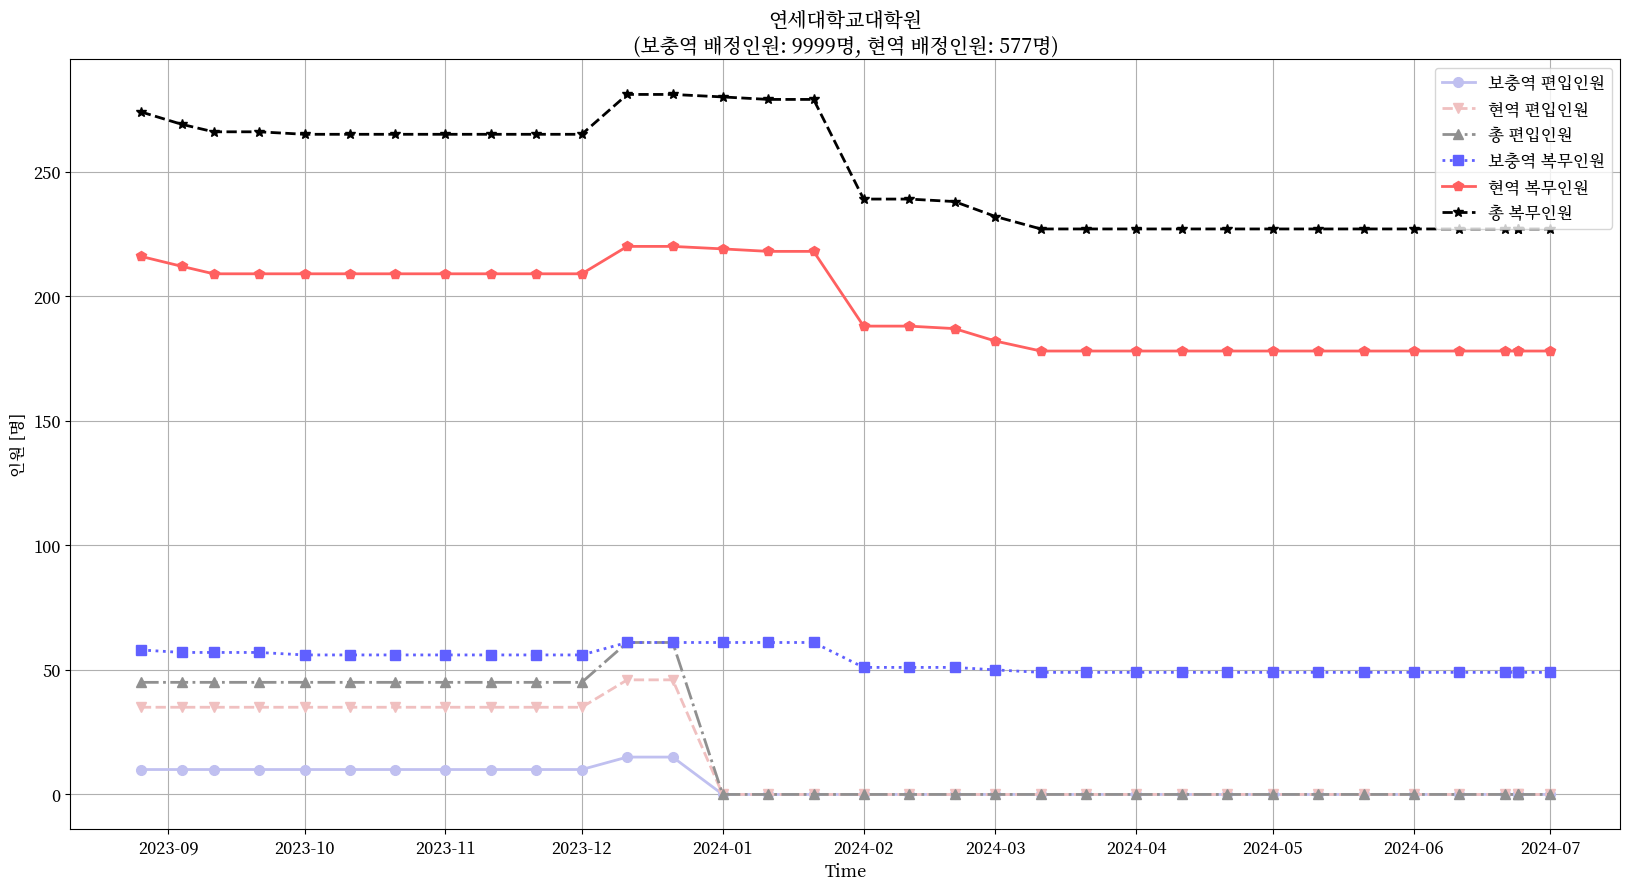 연세대학교대학원
(보충역 배정인원: 9999명, 현역 배정인원: 577명)
보충역 편입인원
현역 편입인원
총 편입인원
보충역 복무인원
현역 복무인원
총 복무인원
인원 [명]
250
200
150
100
50
0
2023-09
2023-10
2023-11
2023-12
2024-01
2024-02
2024-03
2024-04
2024-05
2024-06
2024-07
Time